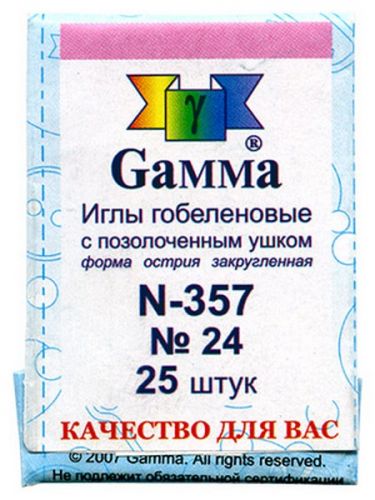 γ
Gамма®
Иглы гобеленовые
с позолоченным ушком
форма острия закругленная
N-357
№ 24
25 штук
КАЧЕСТВО ДЛЯ ВАС
© 2007 Gamma. All rights reserved.
Не подлежит обязательной сертификации